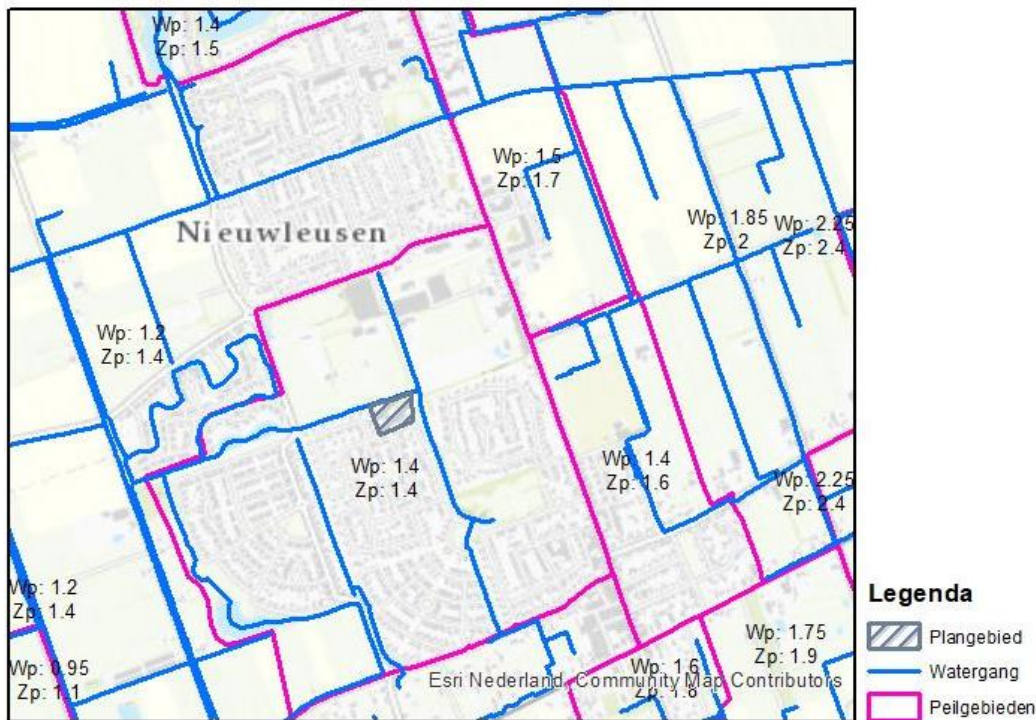 Wp: 1.4
Zp: 1.5
Wp: 1.5
Zp: 1.7
Nieuwleusen
Wp: 1.85
Zp: 2
Wp: 2.25
Zp: 2.4
Wp: 1.2
Zp: 1.4
Wp: 1.4
Zp: 1.4
Wp: 1.4
Zp: 1.6
Wp: 2.25
Zp: 2.4
Wp: 1.2
Zp: 1.4
Wp: 0.95
Zp: 1.1
Wp: 1.75
Zp: 1.9
Wp: 1.6
Zp: 1.8
Esri Nederland, Community Map Contributors
Legenda
Plangebied
Watergang
Peilgebieden